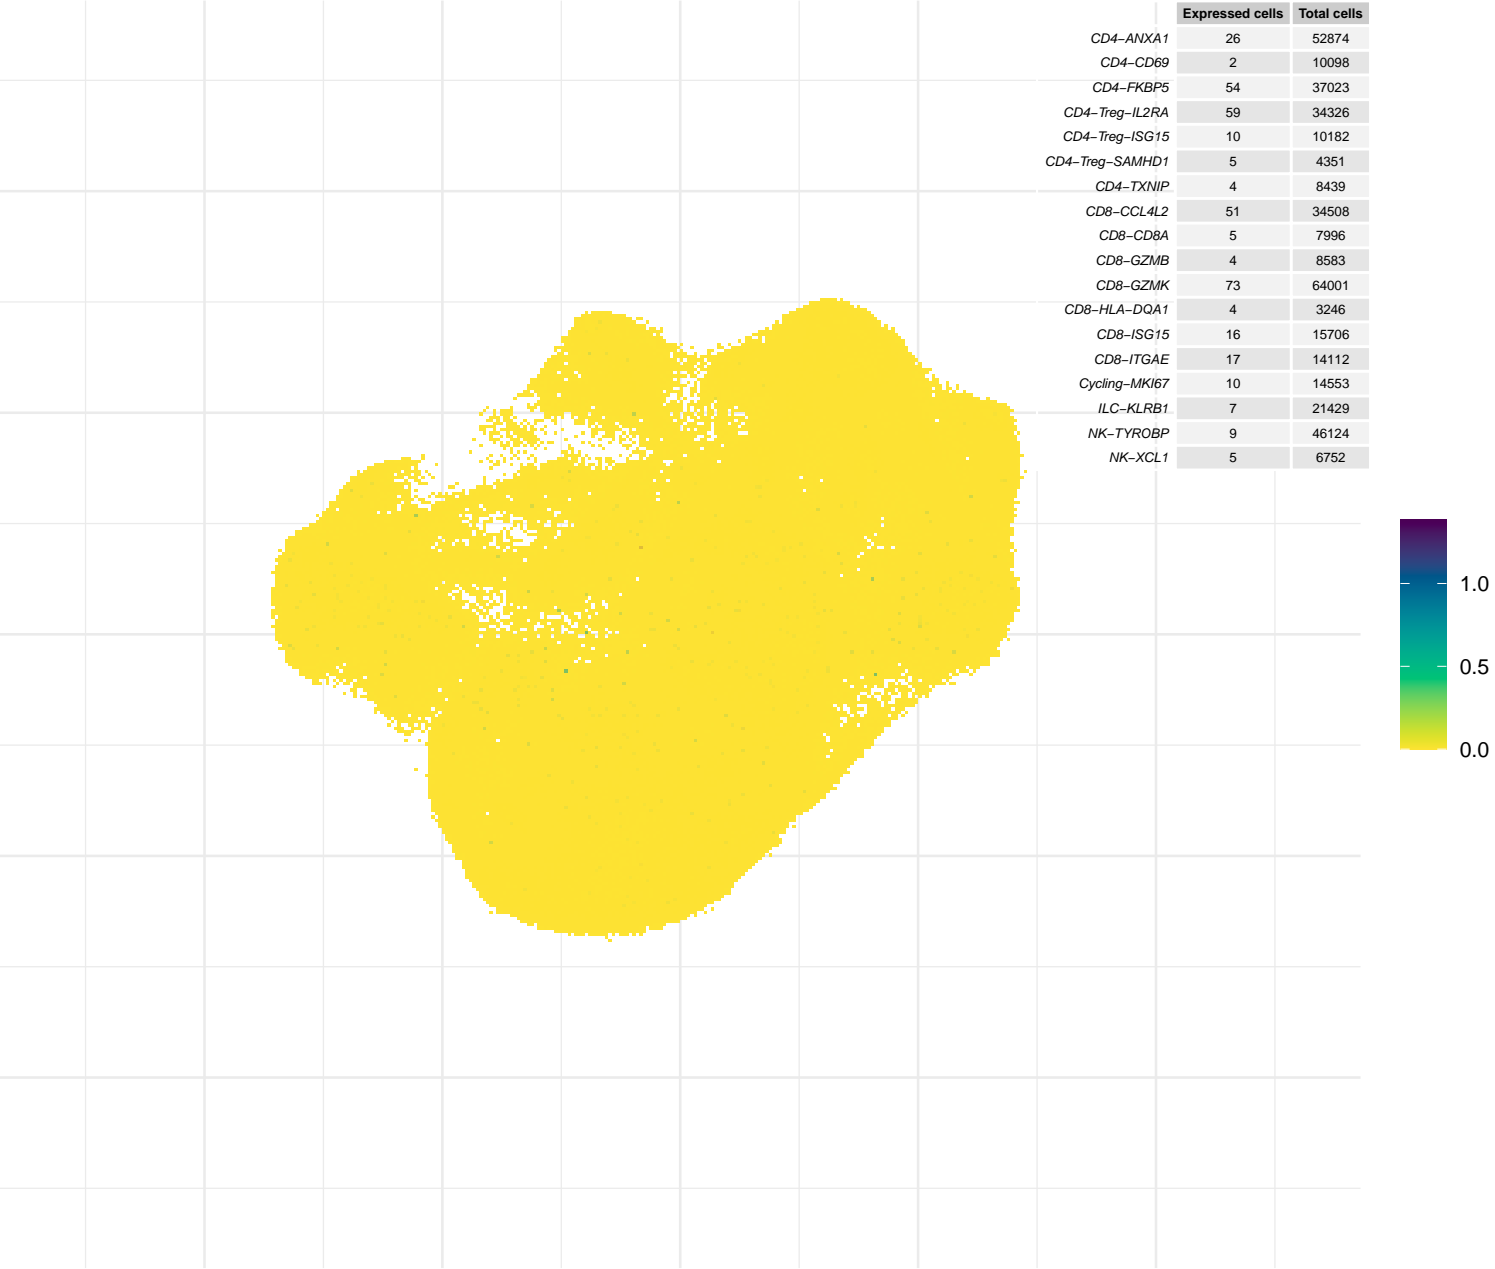 Expressed cells Total cells
CD4−ANXA1 26 52874
CD4−CD69 2 10098
CD4−FKBP5 54 37023
CD4−Treg−IL2RA 59 34326
CD4−Treg−ISG15 10 10182
CD4−Treg−SAMHD1 5 4351
CD4−TXNIP 4 8439
CD8−CCL4L2 51 34508
CD8−CD8A 5 7996
CD8−GZMB 4 8583
CD8−GZMK 73 64001
CD8−HLA−DQA1 4 3246
CD8−ISG15 16 15706
CD8−ITGAE 17 14112
Cycling−MKI67 10 14553
ILC−KLRB1 7 21429
NK−TYROBP 9 46124
NK−XCL1 5 6752
1.0
0.5
0.0